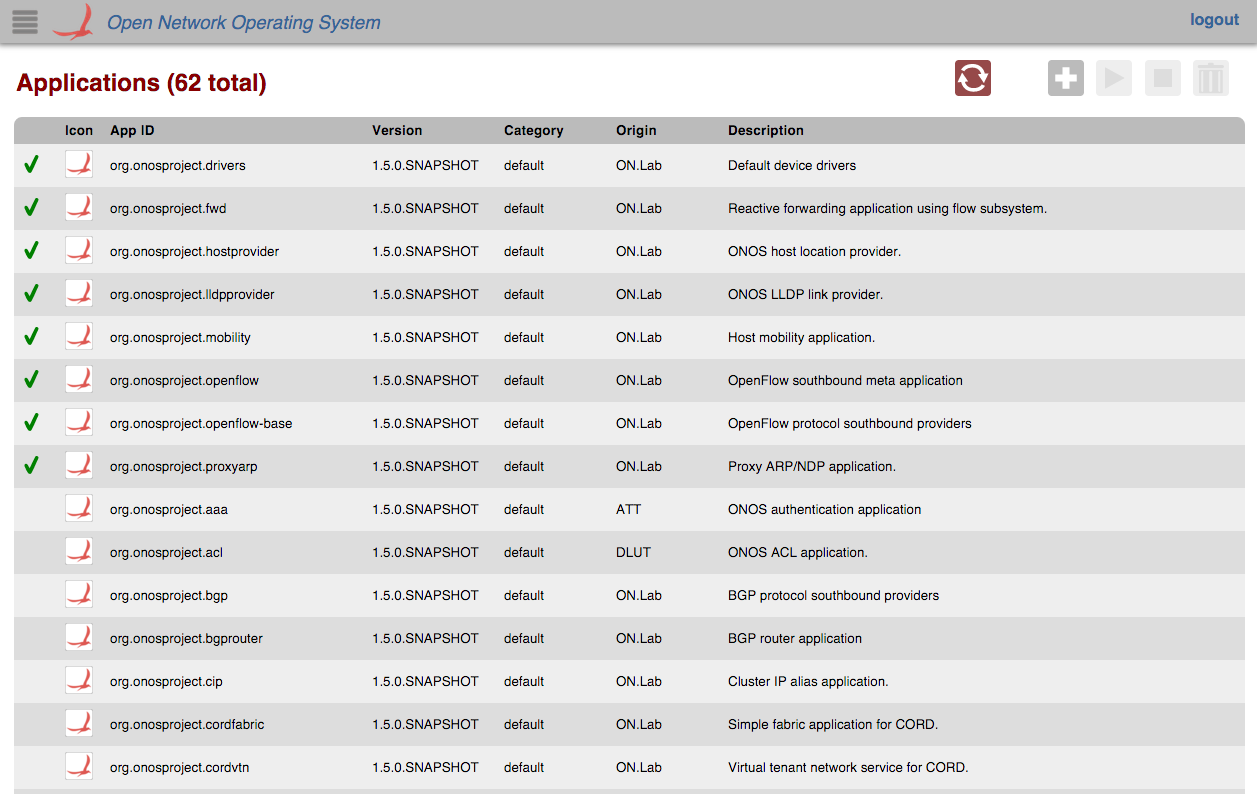 Open Network Operating System logout
Applications (62 total)
Icon App ID Version Category Origin Description
org.onosproject.drivers 1.5.0.SNAPSHOT default ON.Lab Default device drivers
org.onosproject.fwd 1.5.0.SNAPSHOT default ON.Lab Reactive forwarding application using flow subsystem.
org.onosproject.hostprovider 1.5.0.SNAPSHOT default ON.Lab ONOS host location provider.
org.onosproject.lldpprovider 1.5.0.SNAPSHOT default ON.Lab ONOS LLDP link provider.
org.onosproject.mobility 1.5.0.SNAPSHOT default ON.Lab Host mobility application.
org.onosproject.openflow 1.5.0.SNAPSHOT default ON.Lab OpenFlow southbound meta application
org.onosproject.openflow-base 1.5.0.SNAPSHOT default ON.Lab OpenFlow protocol southbound providers
org.onosproject.proxyarp 1.5.0.SNAPSHOT default ON.Lab Proxy ARP/NDP application.
org.onosproject.aaa 1.5.0.SNAPSHOT default ATT ONOS authentication application
org.onosproject.acl 1.5.0.SNAPSHOT default DLUT ONOS ACL application.
org.onosproject.bgp 1.5.0.SNAPSHOT default ON.Lab BGP protocol southbound providers
org.onosproject.bgprouter 1.5.0.SNAPSHOT default ON.Lab BGP router application
org.onosproject.cip 1.5.0.SNAPSHOT default ON.Lab Cluster IP alias application.
org.onosproject.cordfabric 1.5.0.SNAPSHOT default ON.Lab Simple fabric application for CORD.
org.onosproject.cordvtn 1.5.0.SNAPSHOT default ON.Lab Virtual tenant network service for CORD.